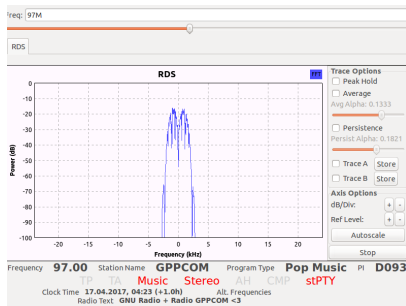 Freq: 97M
RDS
RDS
FFT
Power (dB)
0
-10
-20
-30
-40
-50
-60
-70
-80
-90
-100
-20
-15
-10
-5
0
5
10
15
20
Frequency (kHz)
Trace Options
Peak Hold
Average
Avg Alpha: 0.1333
Persistence
Persist Alpha: 0.1821
Trace A Store
Trace B Store
Axis Options
dB/Div: + -
Ref Level: + -
Autoscale
Stop
Frequency 97.00 Station Name GPPCOM Program Type Pop Music PI D093
TP TA Music Stereo AH CMP stPTY
Clock Time 17.04.2017, 04:23 (+1.0h) Alt. Frequencies
Radio Text GNU Radio + Radio GPPCOM <3